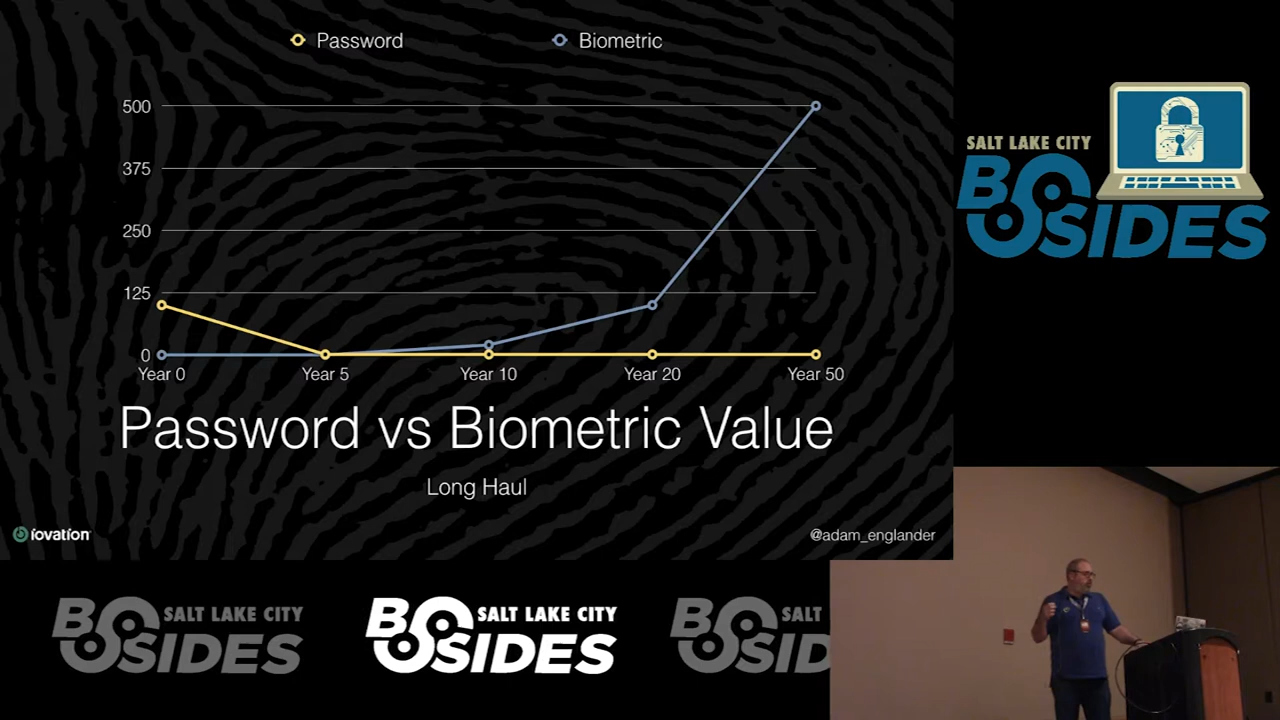 Password
Biometric
500
375
250
125
0
Year 0
Year 5
Year 10
Year 20
Year 50
Password vs Biometric Value
Long Haul
iovation
@adam_englander
SALT LAKE CITY
BSIDES
BSIDES SALT LAKE CITY
BSIDES SALT LAKE CITY
BSID SALT